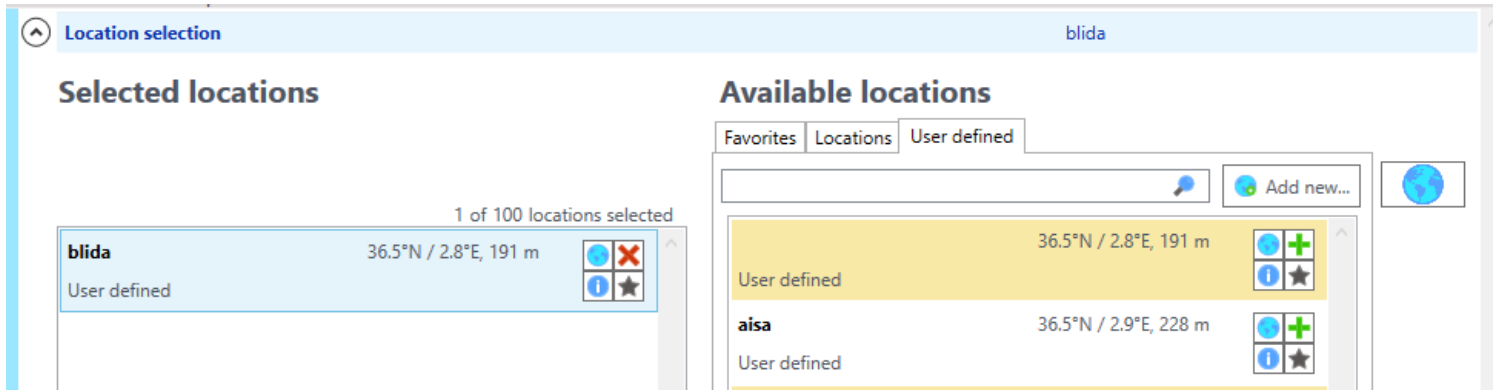 Location selection
blida
Selected locations
Available locations
Favorites
Locations
User defined
Add new...
1 of 100 locations selected
blida
36.5°N / 2.8°E, 191 m
User defined
36.5°N / 2.8°E, 191 m
User defined
aisa
36.5°N / 2.9°E, 228 m
User defined